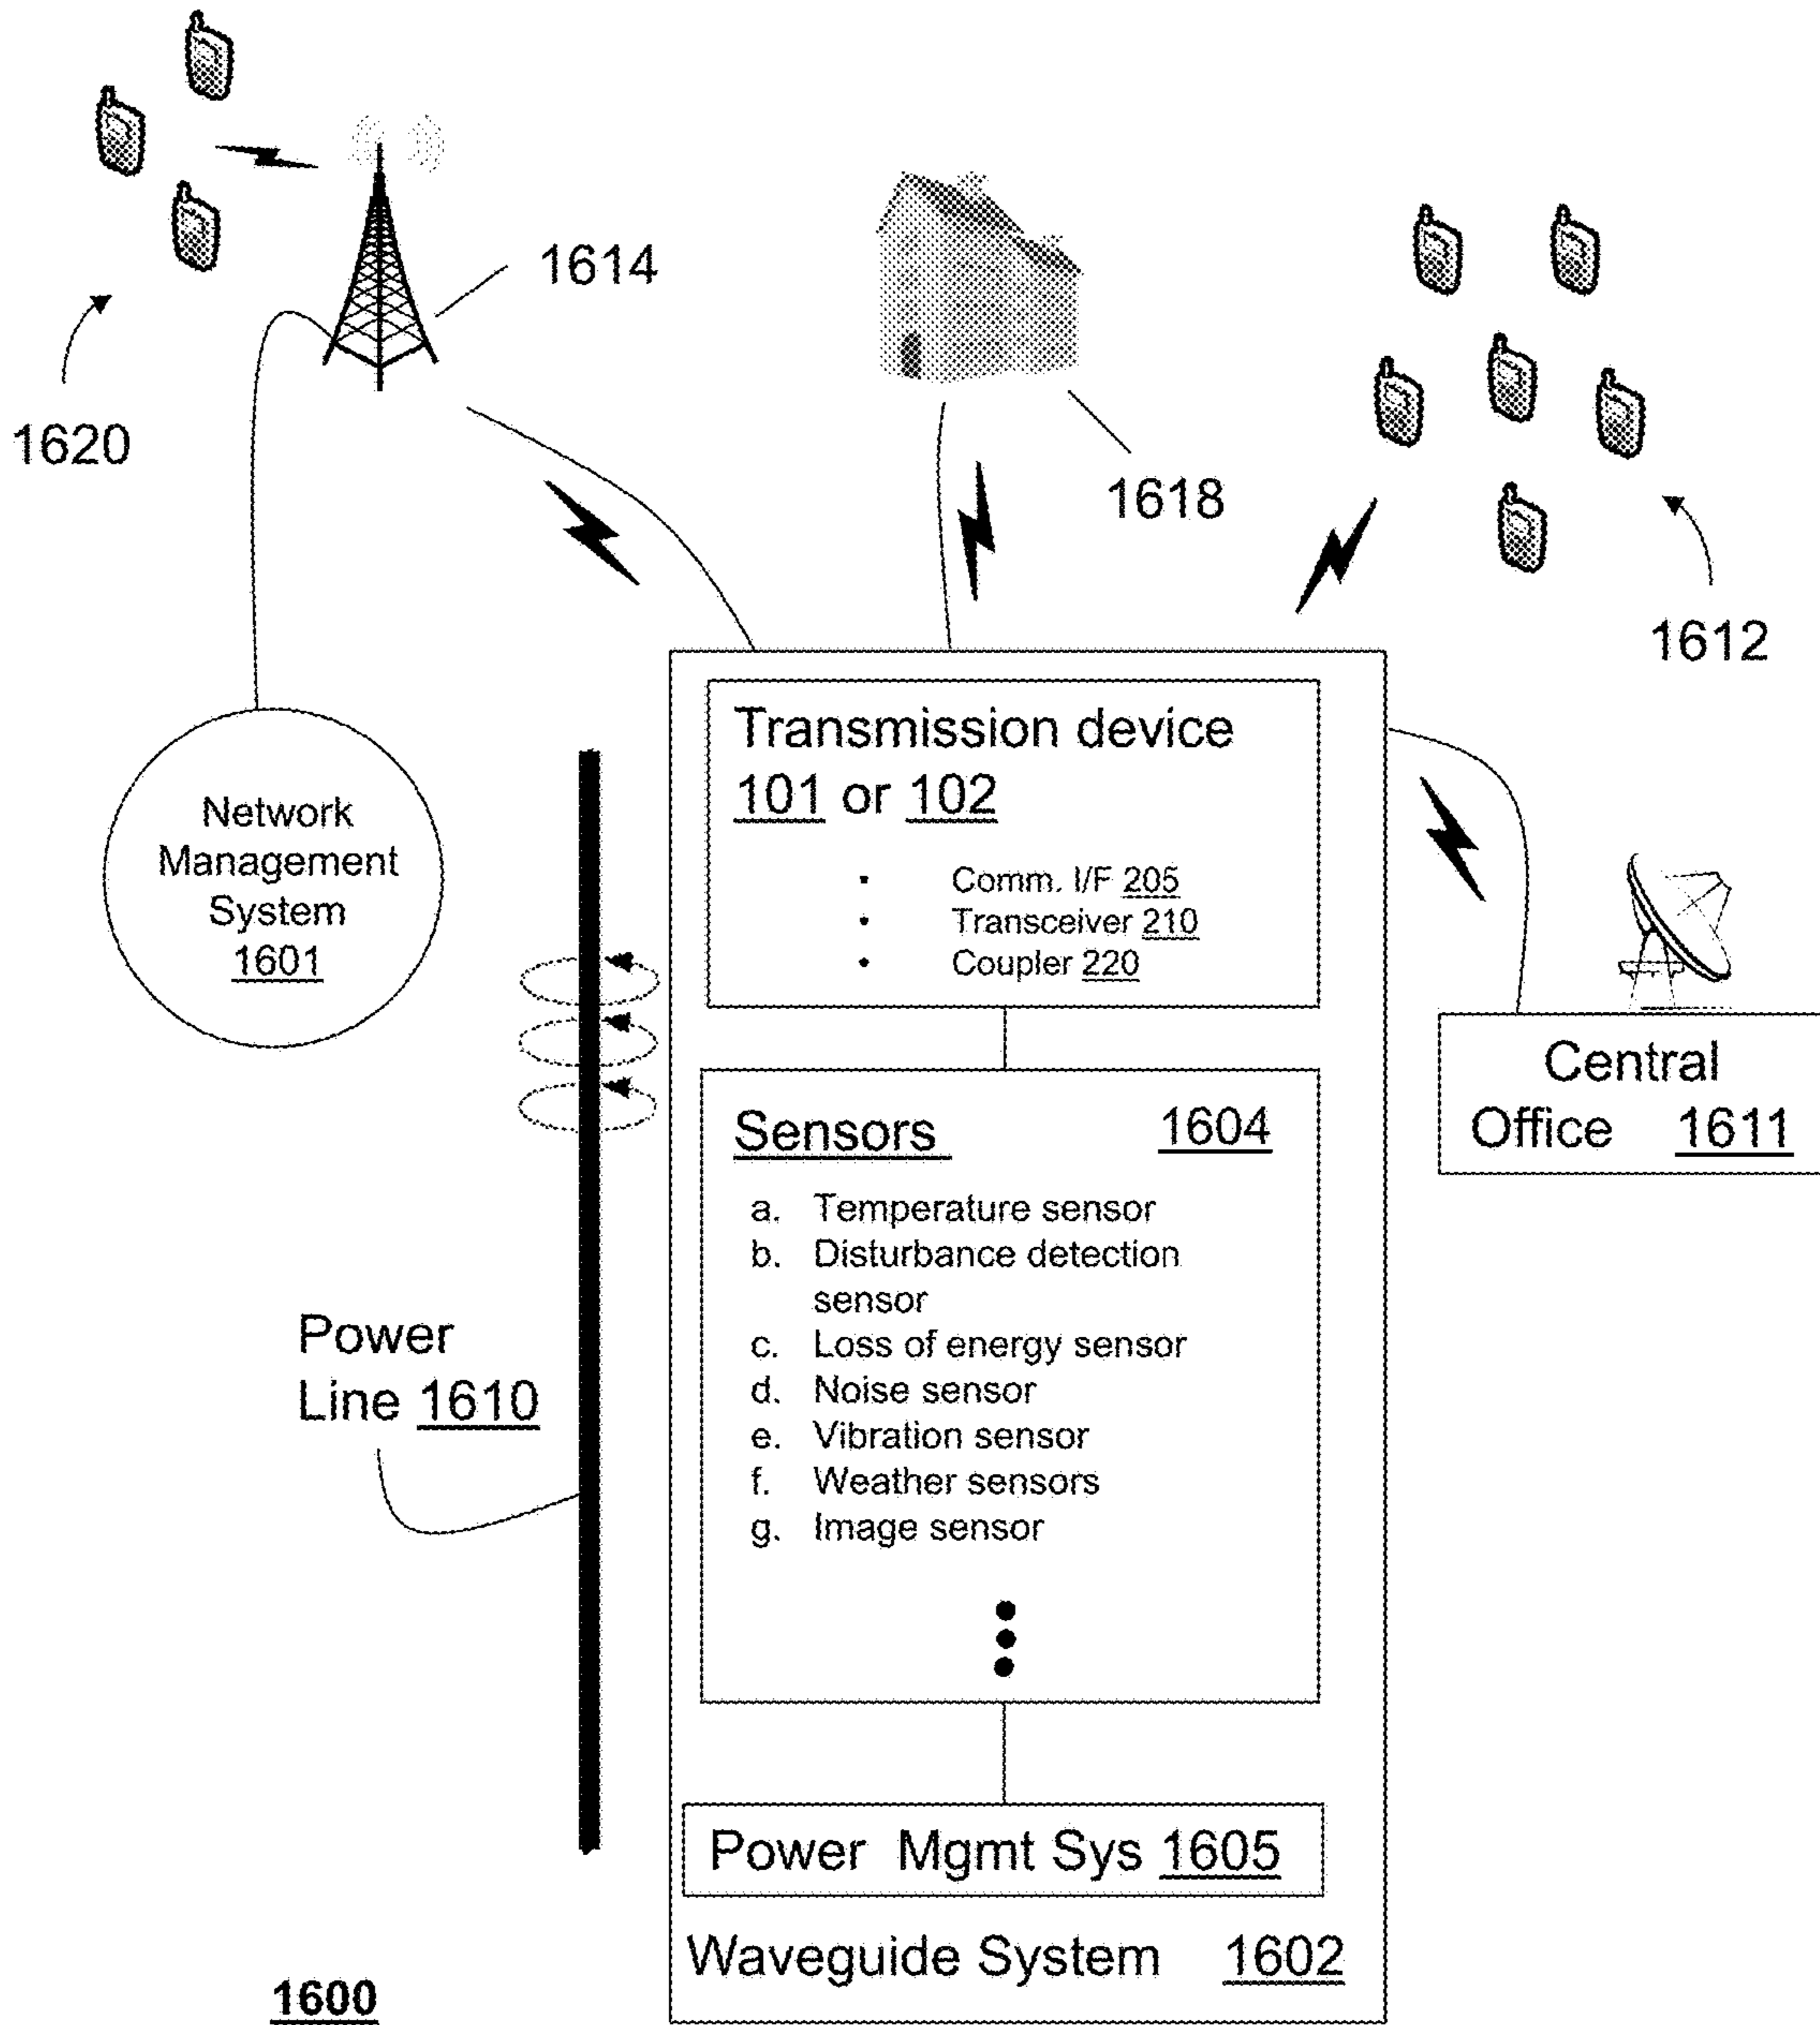 1614
1620
1618
1612
Network
Management
System
1601
Transmission device
101 or 102
• Comm. I/F 205
• Transceiver 210
• Coupler 220
Central
Office 1611
Sensors 1604
a. Temperature sensor
b. Disturbance detection
sensor
c. Loss of energy sensor
d. Noise sensor
e. Vibration sensor
f. Weather sensors
g. Image sensor
Power
Line 1610
Power Mgmt Sys 1605
Waveguide System 1602
1600